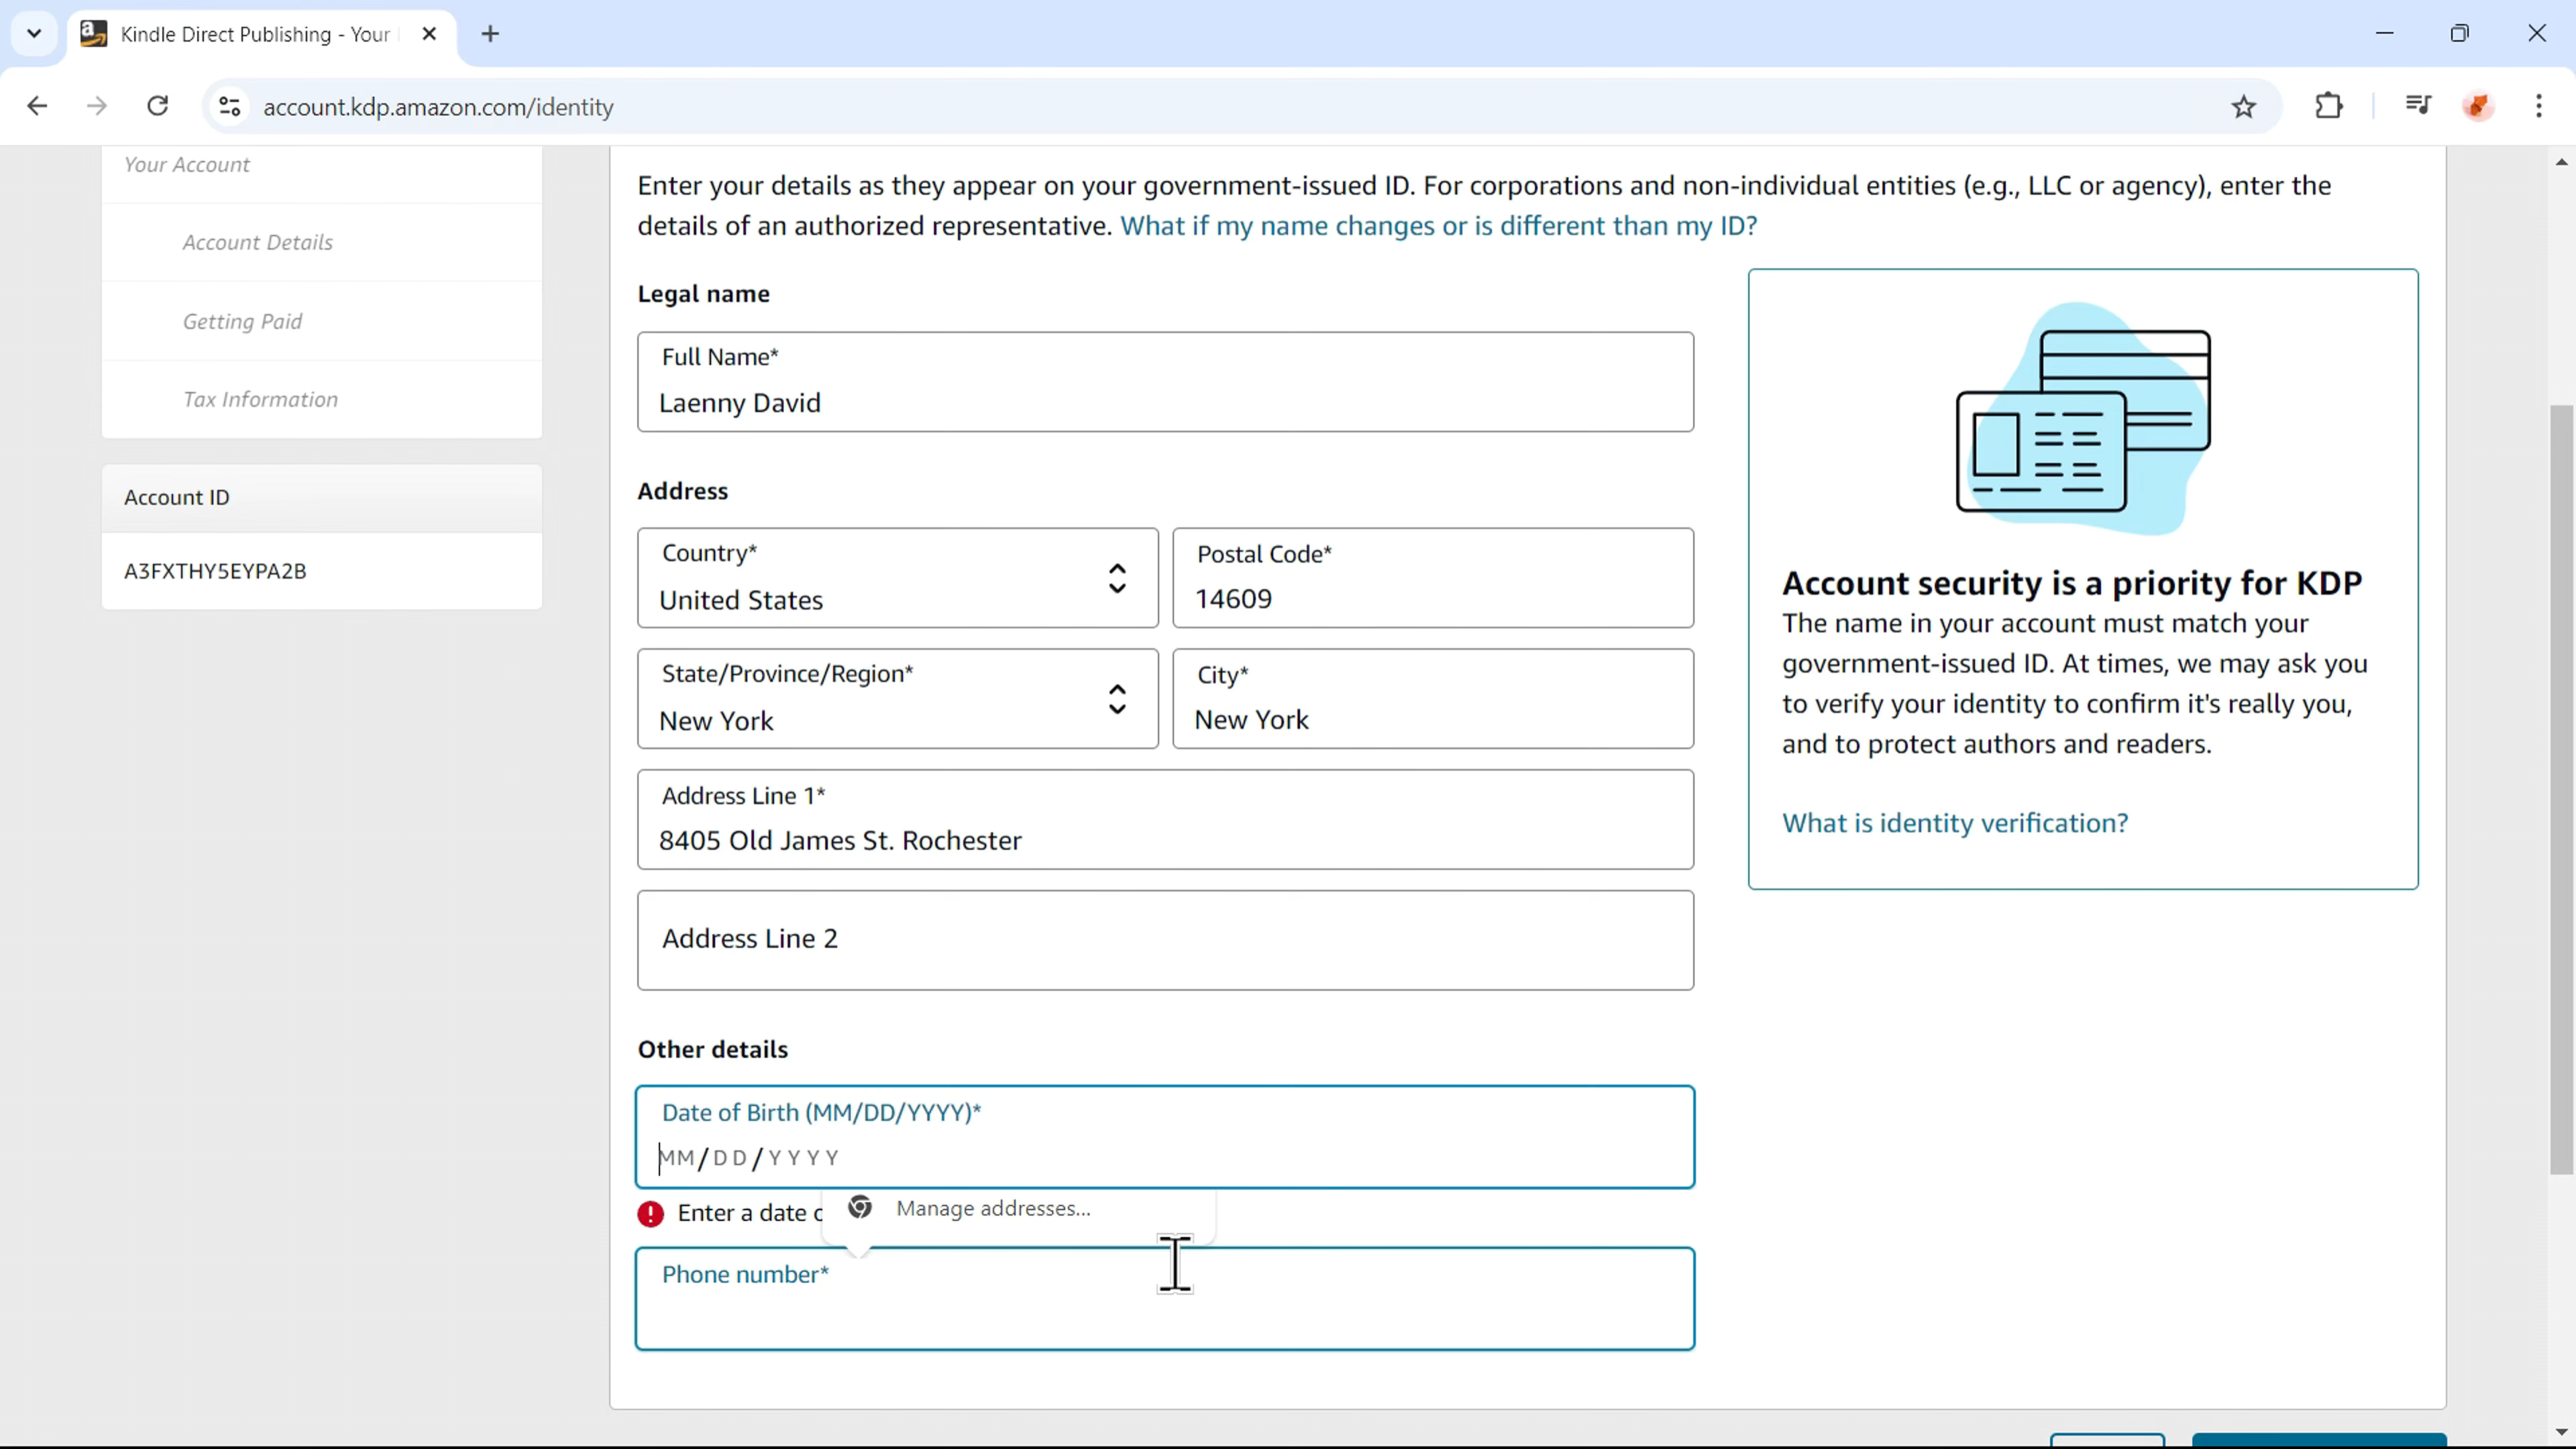 Kindle Direct Publishing - Your
account.kdp.amazon.com/identity
Your Account
Account Details
Getting Paid
Tax Information
Account ID
A3FXTHY5EYPA2B
Enter your details as they appear on your government-issued ID. For corporations and non-individual entities (e.g., LLC or agency), enter the
details of an authorized representative. What if my name changes or is different than my ID?
Legal name
Full Name*
Laenny David
Address
Country*
United States
Postal Code*
14609
State/Province/Region*
New York
City*
New York
Address Line 1*
8405 Old James St. Rochester
Address Line 2
Other details
Date of Birth (MM/DD/YYYY)*
MM/DD/YYYY
Enter a date
Manage addresses...
Phone number*
Account security is a priority for KDP
The name in your account must match your
government-issued ID. At times, we may ask you
to verify your identity to confirm it's really you,
and to protect authors and readers.
What is identity verification?